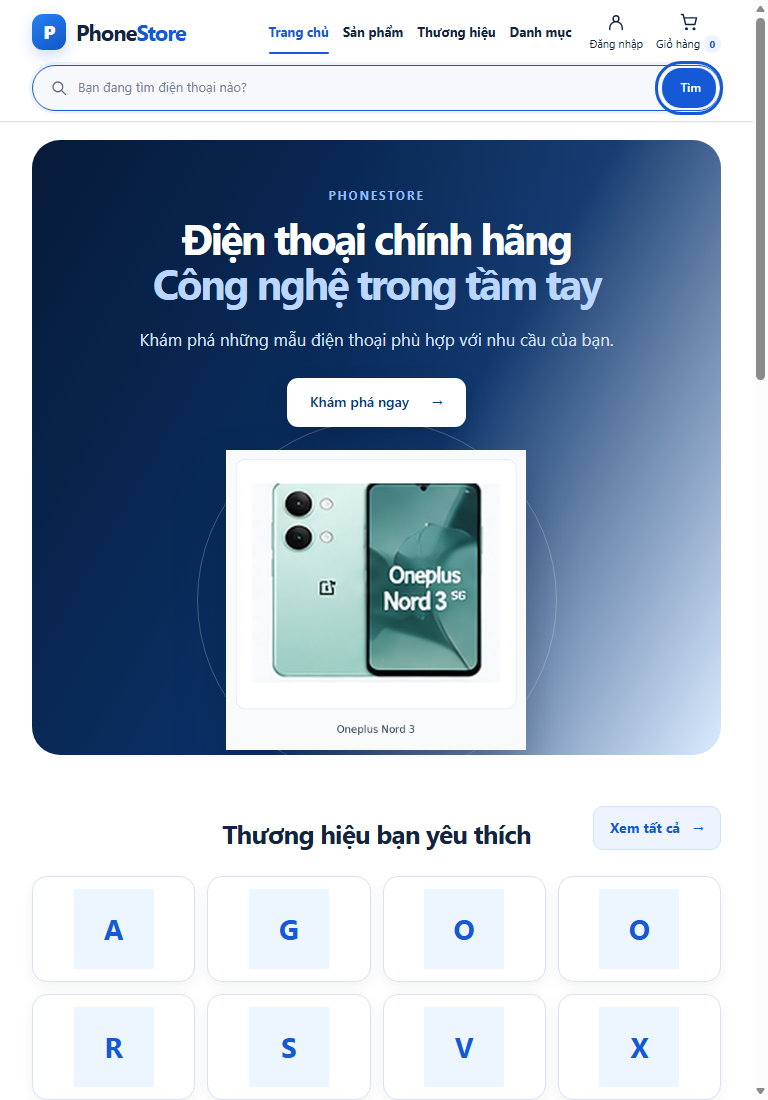 P PhoneStore
Trang chủ Sản phẩm Thương hiệu Danh mục
Đăng nhập Giỏ hàng 0
Bạn đang tìm điện thoại nào? Tìm
PHONESTORE
Điện thoại chính hãng
Công nghệ trong tầm tay
Khám phá những mẫu điện thoại phù hợp với nhu cầu của bạn.
Khám phá ngay →
Oneplus
Nord 3 5G
Oneplus Nord 3
Thương hiệu bạn yêu thích
Xem tất cả →
A G O O
R S V X